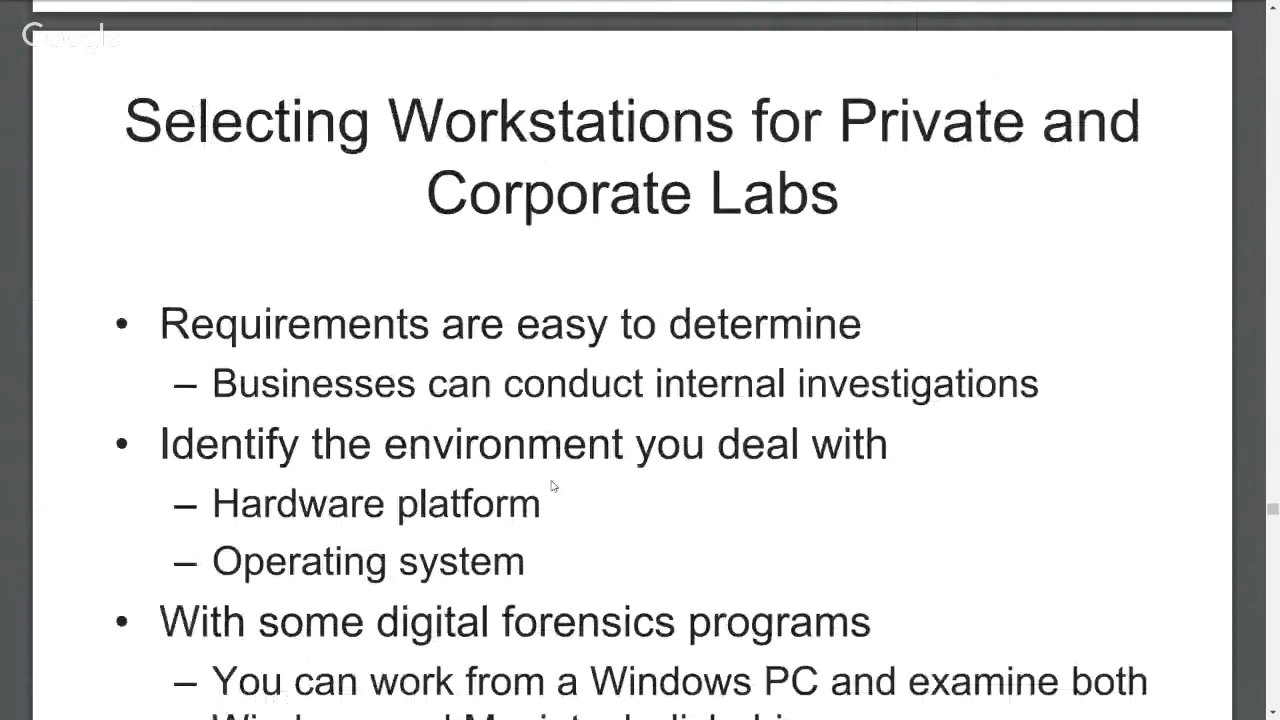 Google
Selecting Workstations for Private and
Corporate Labs
• Requirements are easy to determine
– Businesses can conduct internal investigations
• Identify the environment you deal with
– Hardware platform
– Operating system
• With some digital forensics programs
– You can work from a Windows PC and examine both